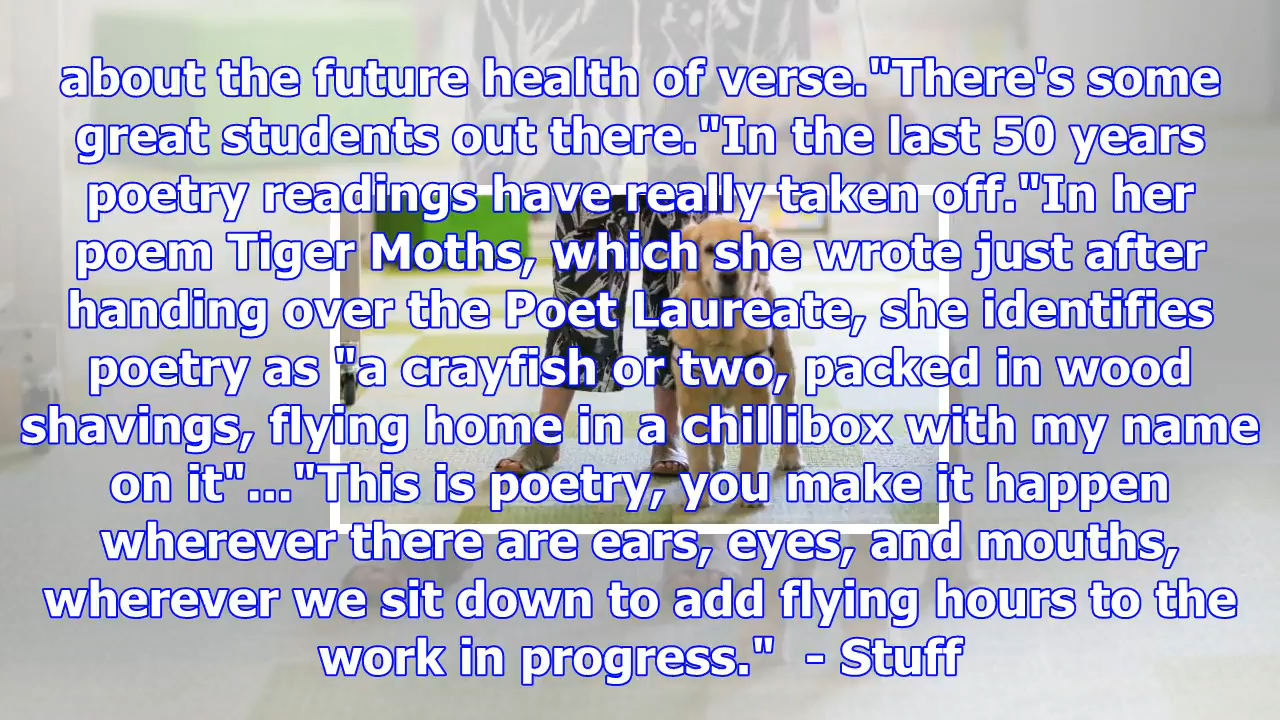 about the future health of verse."There's some
great students out there."In the last 50 years
poetry readings have really taken off."In her
poem Tiger Moths, which she wrote just after
handing over the Poet Laureate, she identifies
poetry as "a crayfish or two, packed in wood
shavings, flying home in a chillibox with my name
on it"..."This is poetry, you make it happen
wherever there are ears, eyes, and mouths,
wherever we sit down to add flying hours to the
work in progress."  - Stuff